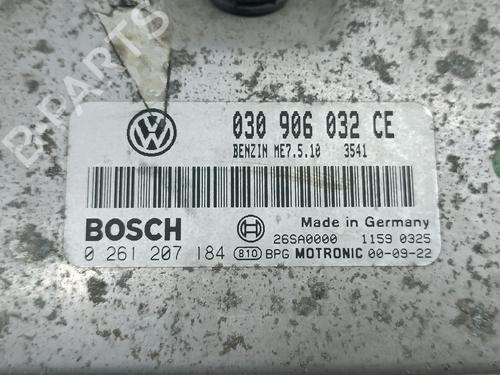 B-PARTS
VW
030 906 032 CE
BENZIN ME7.5.10 3541
BOSCH
Made in Germany
26SA0000 1159 0325
0 261 207 184 810 BPG MOTRONIC 00-09-22